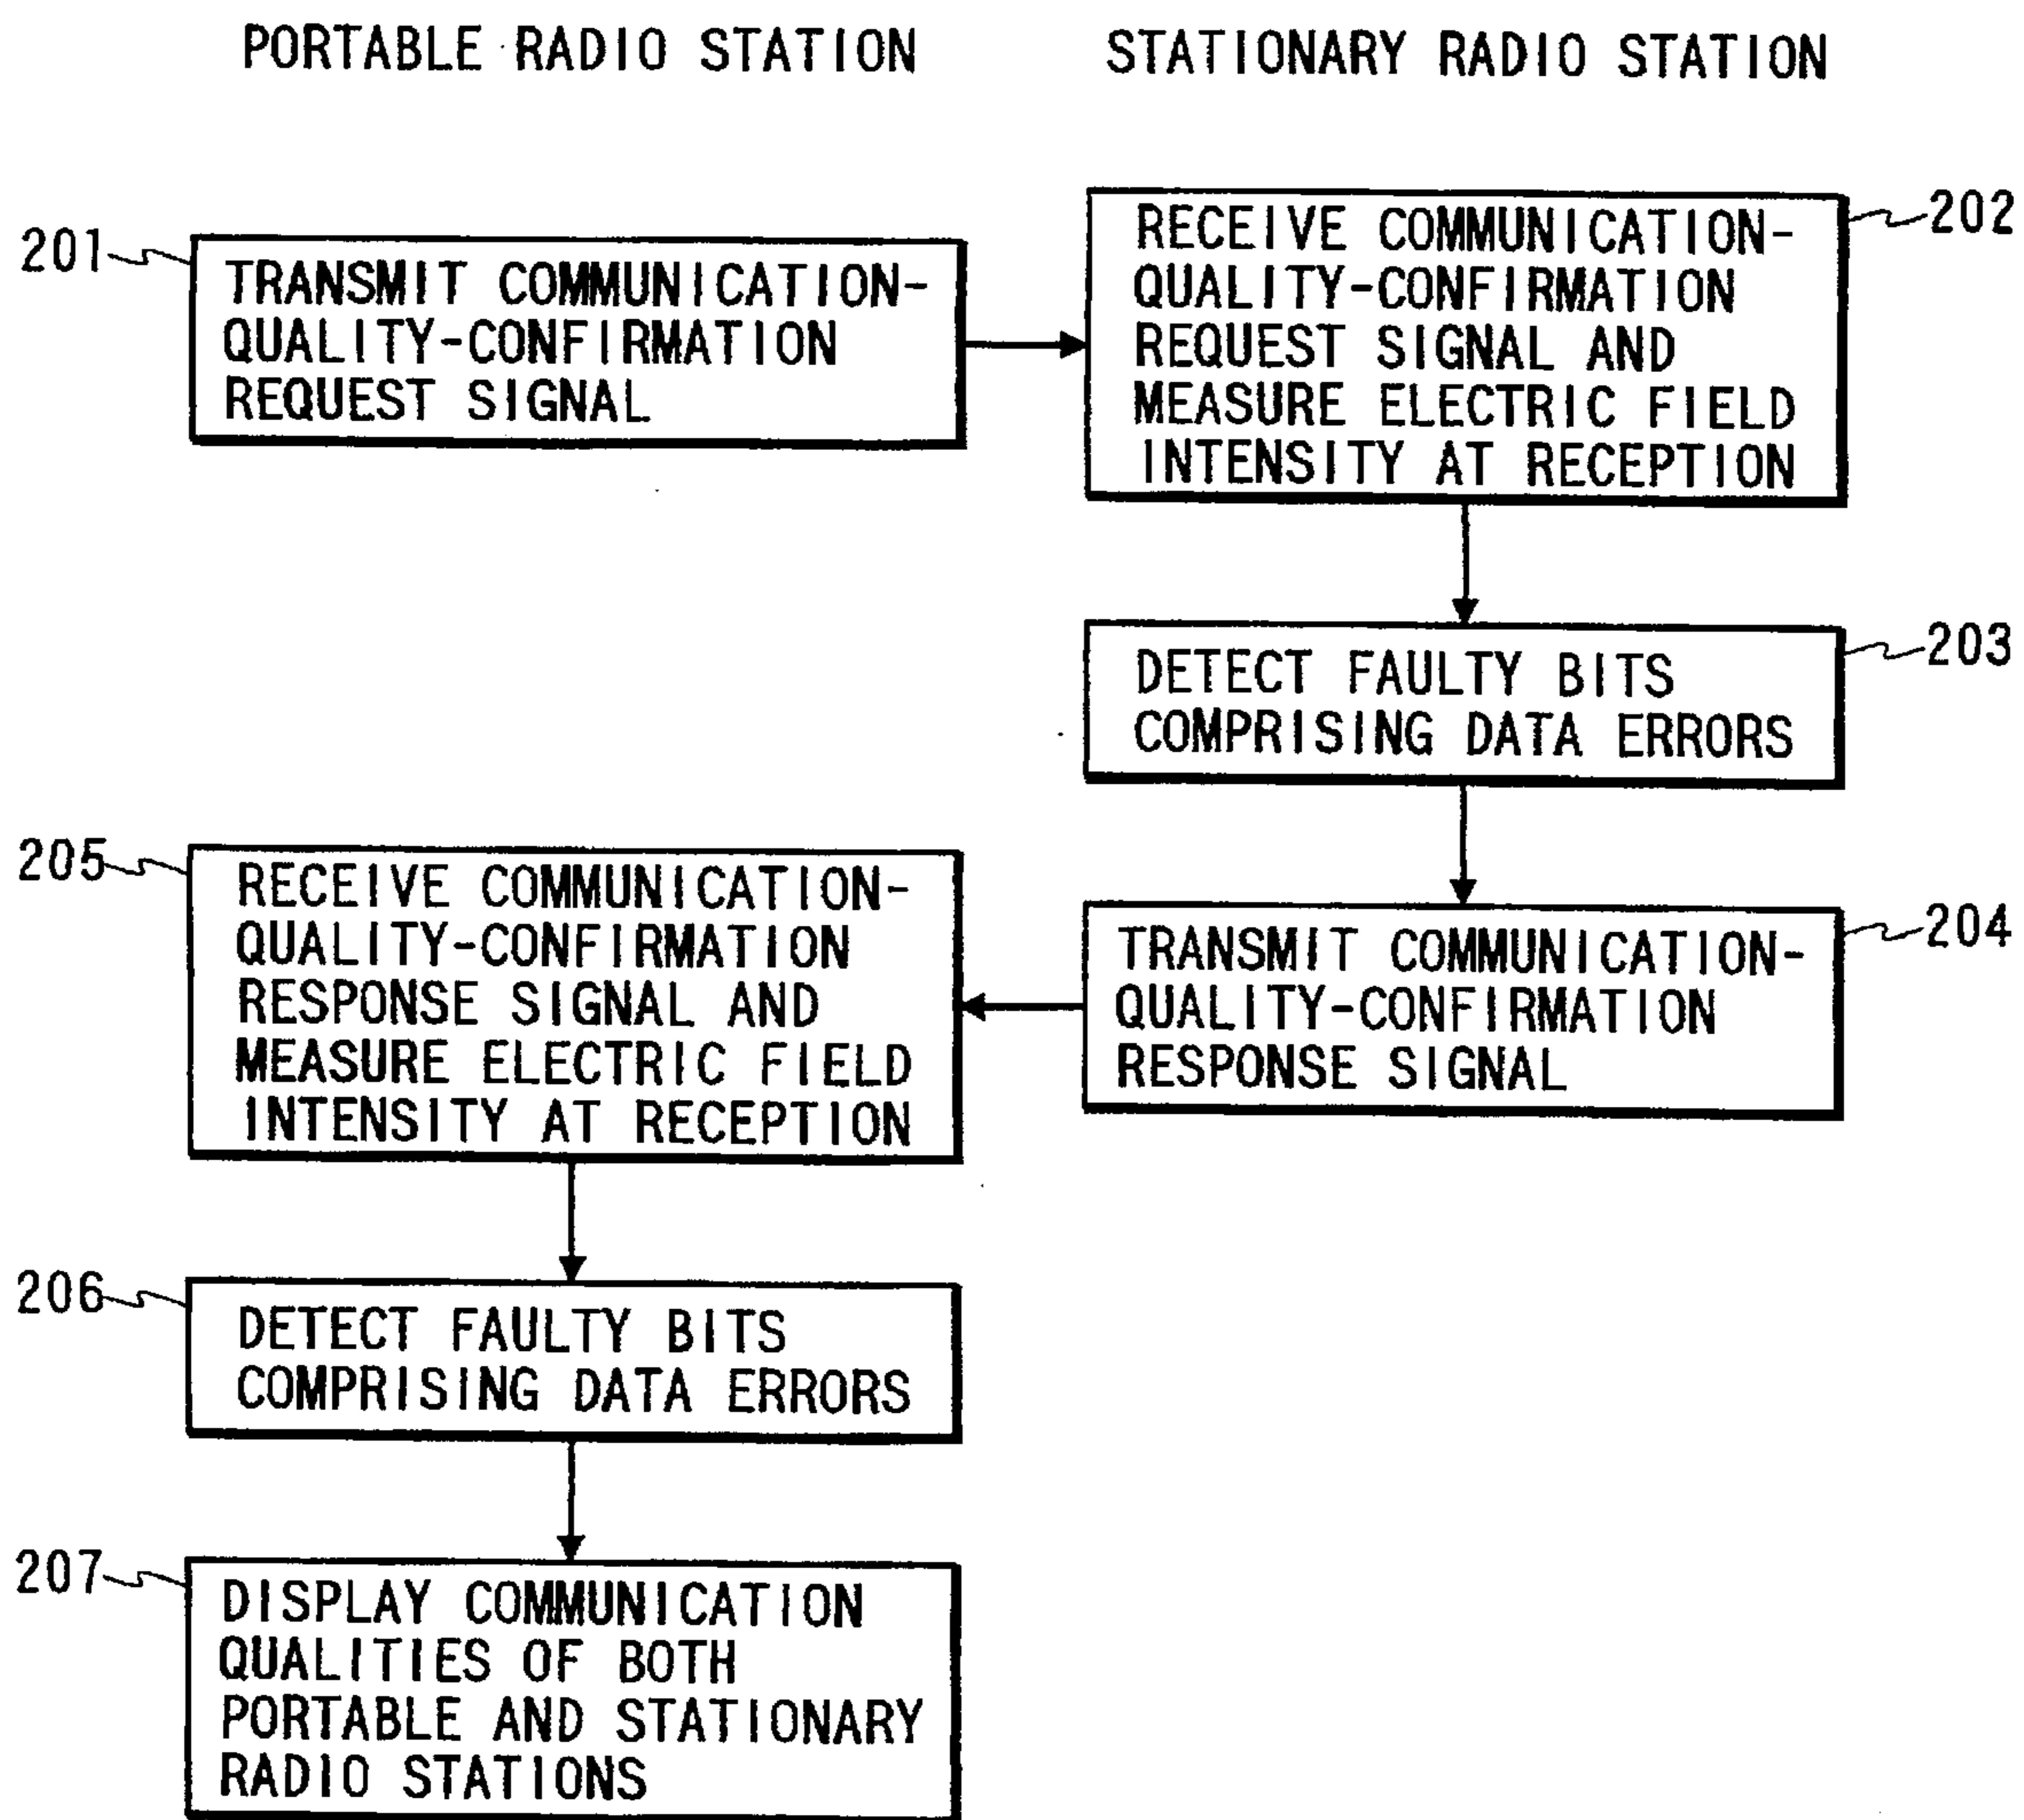 PORTABLE RADIO STATION
STATIONARY RADIO STATION
201
TRANSMIT COMMUNICATION-
QUALITY-CONFIRMATION
REQUEST SIGNAL
202
RECEIVE COMMUNICATION-
QUALITY-CONFIRMATION
REQUEST SIGNAL AND
MEASURE ELECTRIC FIELD
INTENSITY AT RECEPTION
203
DETECT FAULTY BITS
COMPRISING DATA ERRORS
204
TRANSMIT COMMUNICATION-
QUALITY-CONFIRMATION
RESPONSE SIGNAL
205
RECEIVE COMMUNICATION-
QUALITY-CONFIRMATION
RESPONSE SIGNAL AND
MEASURE ELECTRIC FIELD
INTENSITY AT RECEPTION
206
DETECT FAULTY BITS
COMPRISING DATA ERRORS
207
DISPLAY COMMUNICATION
QUALITIES OF BOTH
PORTABLE AND STATIONARY
RADIO STATIONS